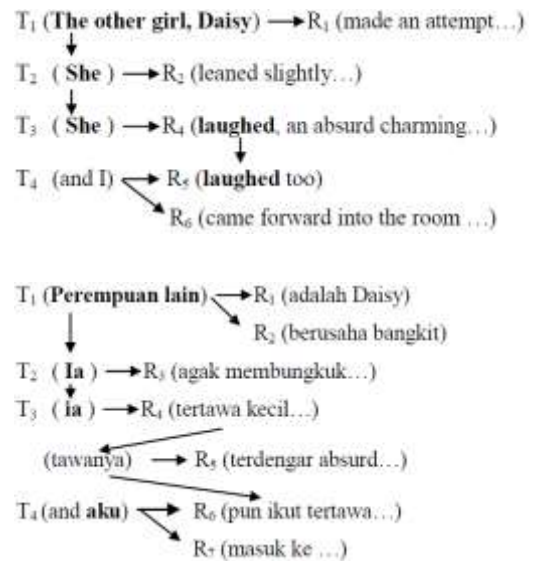 T₁ (The other girl, Daisy) → R₁ (made an attempt…)
T₂ ( She ) → R₂ (leaned slightly…)
T₃ ( She ) → R₄ (laughed, an absurd charming…)
T₄ (and I) → R₅ (laughed too)
R₆ (came forward into the room …)
T₁ (Perempuan lain) → R₁ (adalah Daisy)
R₂ (berusaha bangkit)
T₂ ( Ia ) → R₃ (agak membungkuk…)
T₃ ( ia ) → R₄ (tertawa kecil…)
(tawanya) → R₅ (terdengar absurd…)
T₄ (and aku) → R₆ (pun ikut tertawa…)
R₇ (masuk ke …)